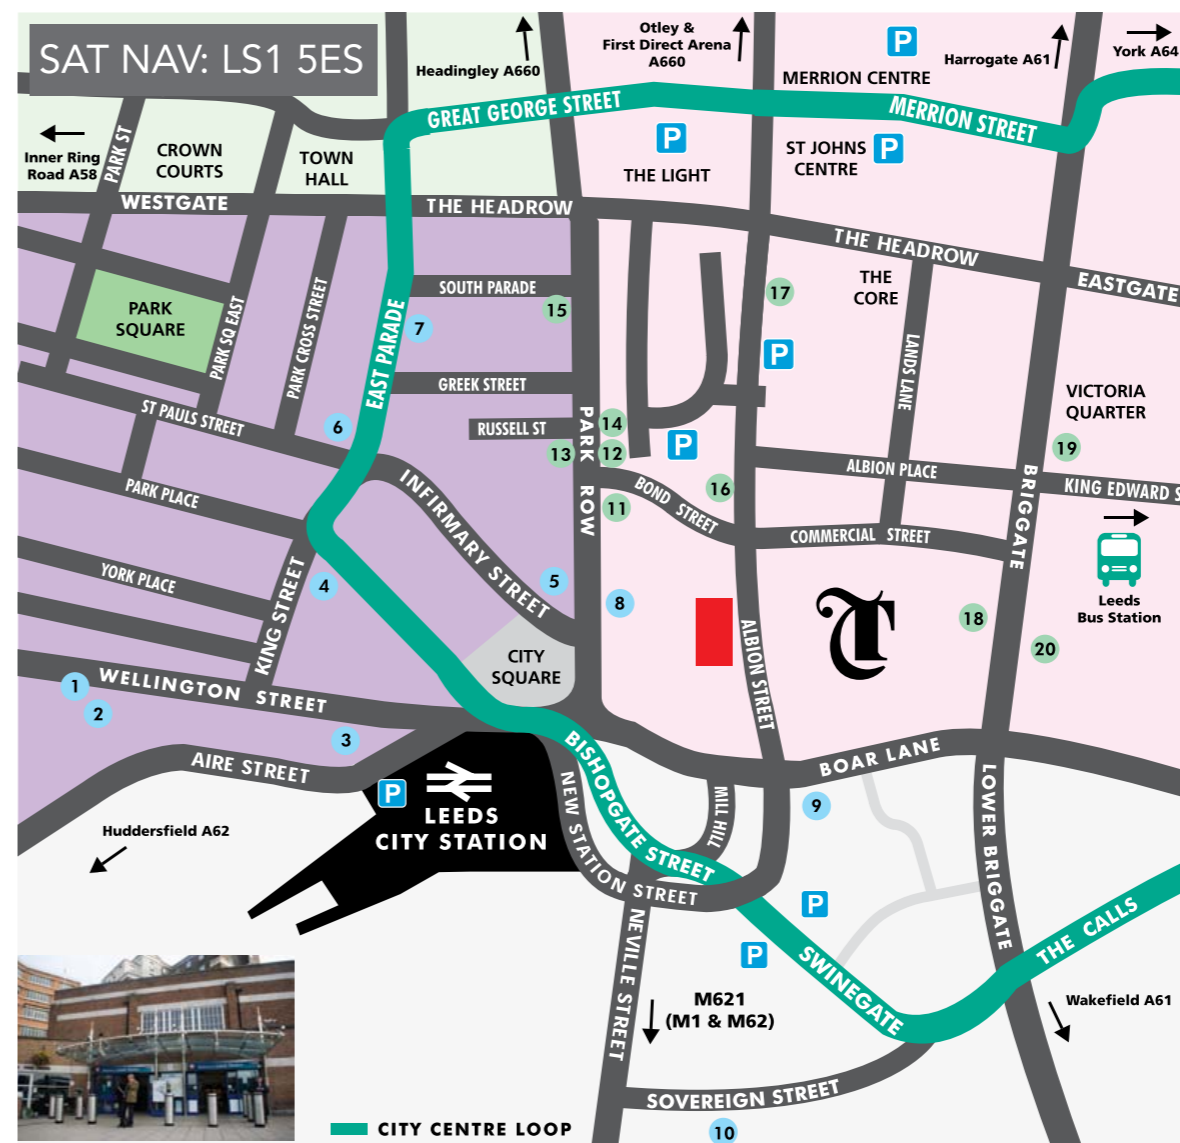 SAT NAV: LS1 5ES
Headingley A660
Otley &
First Direct Arena
A660
P
MERRION CENTRE
Harrogate A61
York A64
GREAT GEORGE STREET
MERRION STREET
Inner Ring
Road A58
PARK ST
CROWN
COURTS
TOWN
HALL
P
THE LIGHT
ST JOHNS
CENTRE
P
WESTGATE
THE HEADROW
THE HEADROW
EASTGATE
PARK
SQUARE
PARK SQ EAST
PARK CROSS STREET
EAST PARADE
SOUTH PARADE
15
7
17
THE
CORE
P
LANDS LANE
GREEK STREET
VICTORIA
QUARTER
ST PAULS STREET
6
RUSSELL ST
PARK ROW
14
13
12
P
19
ALBION PLACE
BRIGGATE
KING EDWARD S
PARK PLACE
INFIRMARY STREET
11
BOND STREET
16
COMMERCIAL STREET
YORK PLACE
KING STREET
4
5
8
Leeds
Bus Station
T
18
20
ALBION STREET
CITY
SQUARE
1
2
WELLINGTON STREET
3
AIRE STREET
P
LEEDS
CITY STATION
BISHOPGATE STREET
NEW STATION STREET
MILL HILL
BOAR LANE
9
LOWER BRIGGATE
Huddersfield A62
P
P
NEVILLE STREET
SWINEGATE
THE CALLS
M621
(M1 & M62)
Wakefield A61
SOVEREIGN STREET
10
CITY CENTRE LOOP